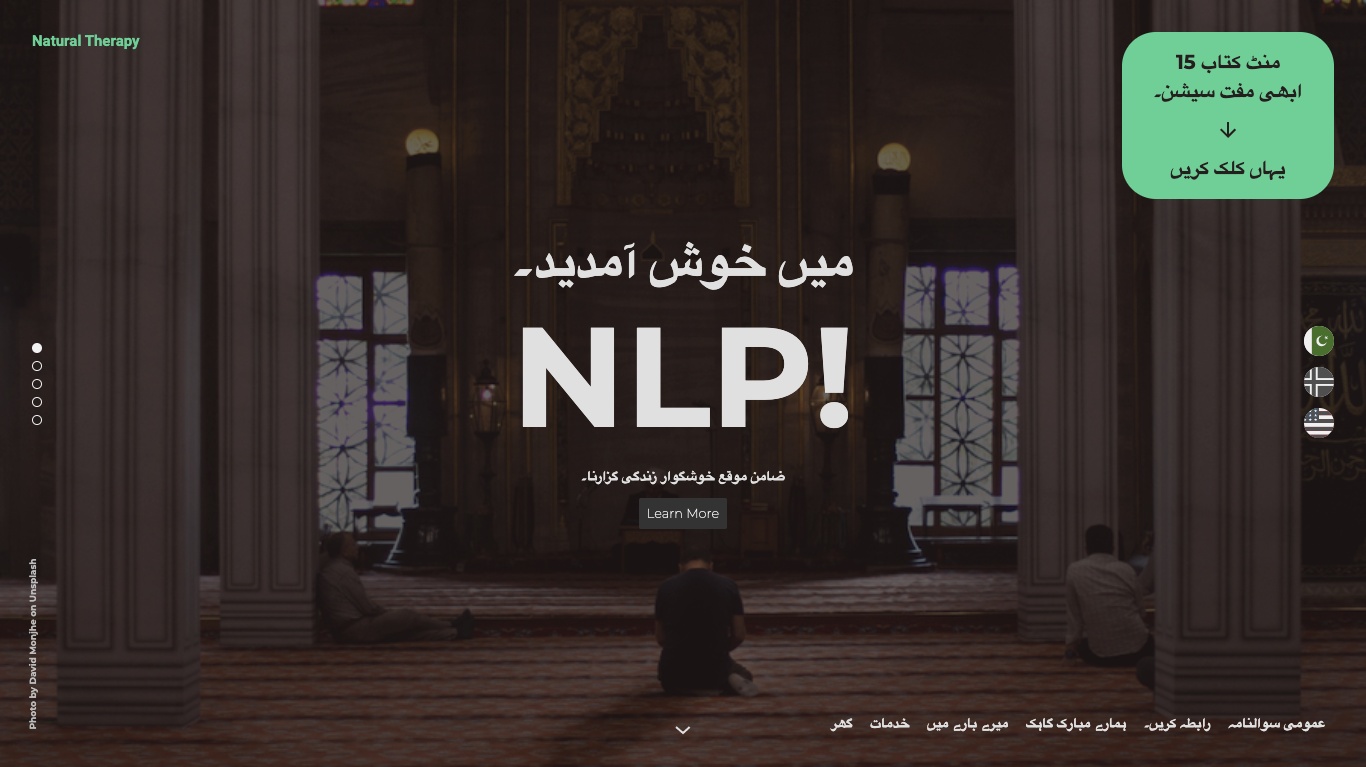 Natural Therapy
15 منٹ کتاب
ابھی مفت سیشن۔
یہاں کلک کریں
میں خوش آمدید۔
NLP!
ضامن موقع خوشگوار زندگی گزارنا۔
Learn More
Photo by David Monjhe on Unsplash
گھر
خدمات
میرے بارے میں
ہمارے مبارک گاہک
رابطہ کریں۔
عمومی سوالنامہ